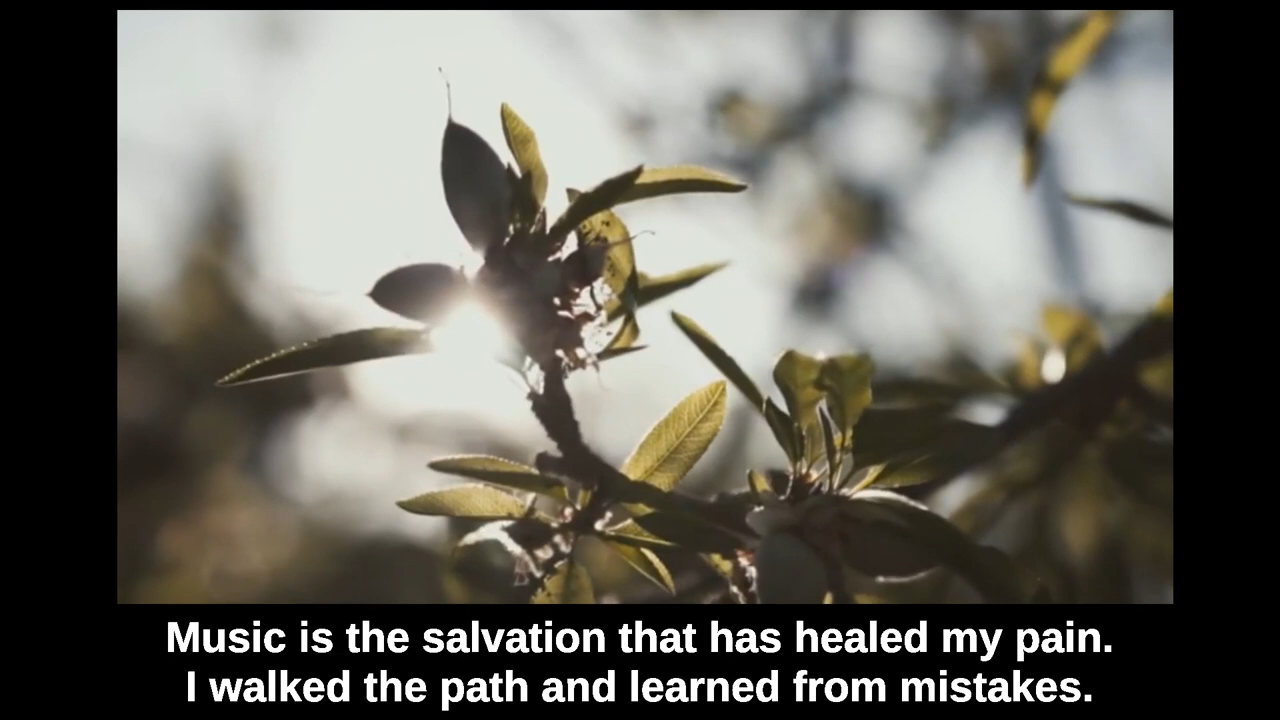 Music is the salvation that has healed my pain.
I walked the path and learned from mistakes.